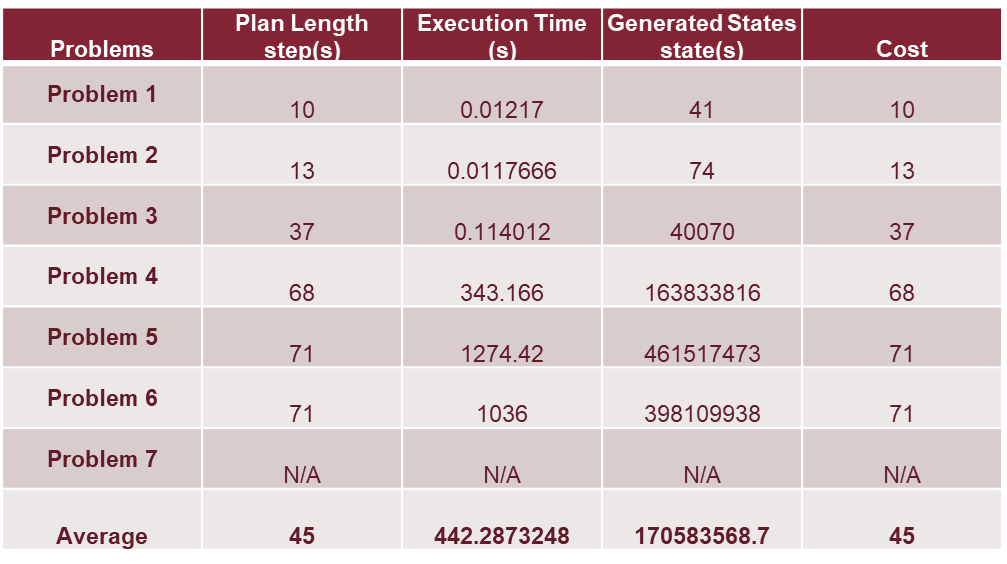 Problems Plan Length step(s) Execution Time (s) Generated States state(s) Cost
Problem 1 10 0.01217 41 10
Problem 2 13 0.0117666 74 13
Problem 3 37 0.114012 40070 37
Problem 4 68 343.166 163833816 68
Problem 5 71 1274.42 461517473 71
Problem 6 71 1036 398109938 71
Problem 7 N/A N/A N/A N/A
Average 45 442.2873248 170583568.7 45